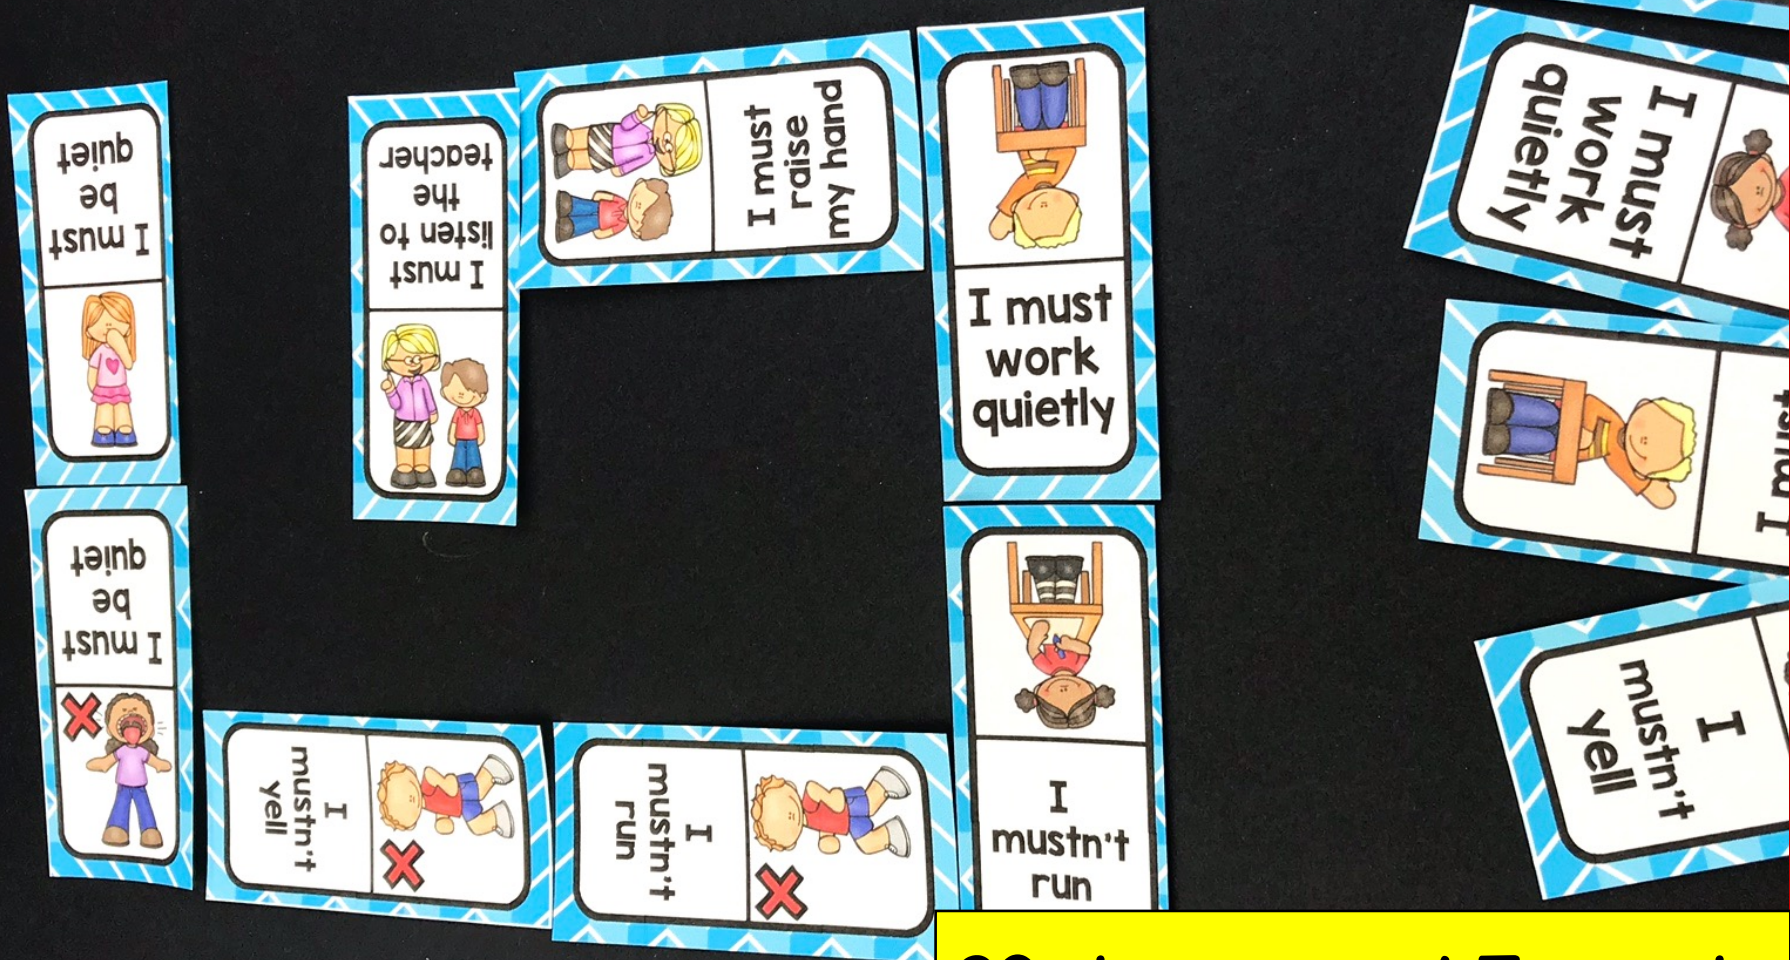 I must
be
quiet
I must
listen to
the
teacher
I must
raise
my hand
I must
work
quietly
I must
work
quietly
I must
be
quiet
I
mustn't
yell
I
mustn't
run
I
mustn't
run
I
mustn't
yell